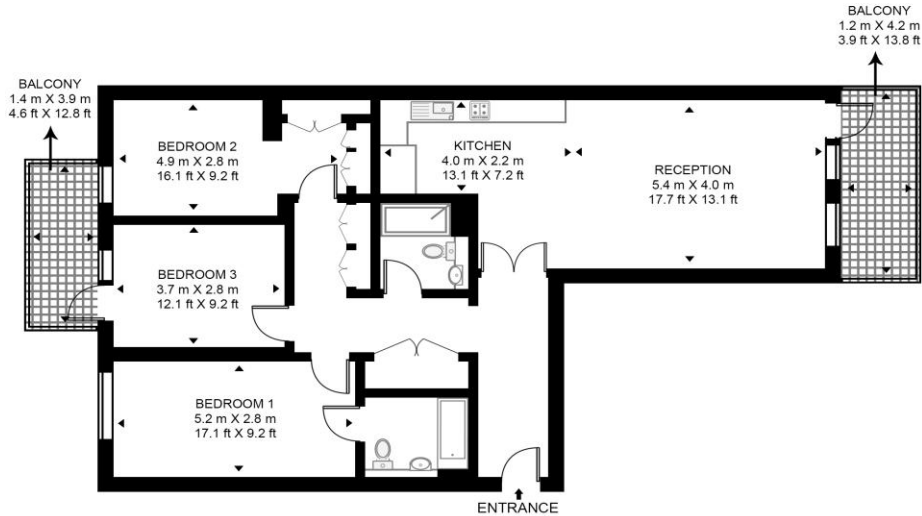 BALCONY
1.2 m X 4.2 m
3.9 ft X 13.8 ft
BALCONY
1.4 m X 3.9 m
4.6 ft X 12.8 ft
BEDROOM 2
4.9 m X 2.8 m
16.1 ft X 9.2 ft
KITCHEN
4.0 m X 2.2 m
13.1 ft X 7.2 ft
RECEPTION
5.4 m X 4.0 m
17.7 ft X 13.1 ft
BEDROOM 3
3.7 m X 2.8 m
12.1 ft X 9.2 ft
BEDROOM 1
5.2 m X 2.8 m
17.1 ft X 9.2 ft
ENTRANCE